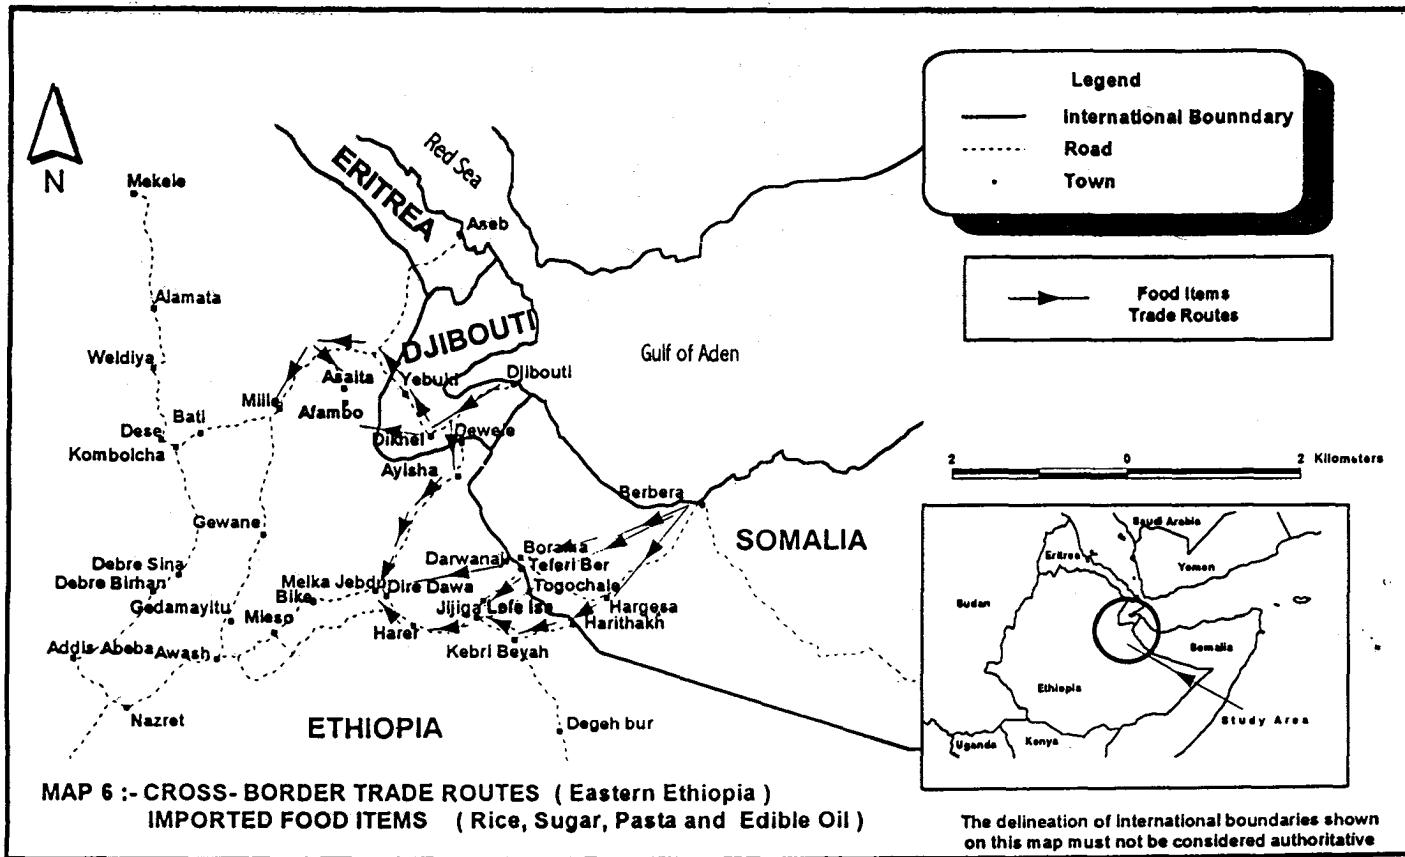 Legend
International Bounndary
Road
Town
Food Items
Trade Routes
N
Mekele
ERITREA
Red Sea
Aseb
Alamata
DJIBOUTI
Gulf of Aden
Weldiya
Asaita
Yebuki
Djibouti
Mille
Afambo
Bati
Dese
Dikhel
Dewele
Kombolcha
Ayisha
2 0 2 Kilometers
Berbera
Gewane
SOMALIA
Borama
Darwanaji
Teferi Ber
Debre Sina
Debre Birhan
Melka Jebdu
Dire Dawa
Togochale
Bike
Gedamayitu
Jijiga
Lefe Ise
Hargesa
Mieso
Harer
Harithakh
Addis Abeba
Awash
Kebri Beyah
Nazret
ETHIOPIA
Degeh bur
Saudi Arabia
Eritrea
Yemen
Sudan
Somalia
Ethiopia
Study Area
Uganda
Kenya
MAP 6 :- CROSS- BORDER TRADE ROUTES ( Eastern Ethiopia )
IMPORTED FOOD ITEMS ( Rice, Sugar, Pasta and Edible Oil )
The delineation of international boundaries shown
on this map must not be considered authoritative